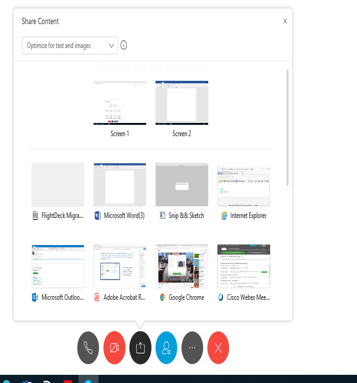 Share Content
Optimize for text and images
Screen 1
Screen 2
FlightDeck Migra...
Microsoft Word(3)
Snip && Sketch
Internet Explorer
Microsoft Outloo...
Adobe Acrobat R...
Google Chrome
Cisco Webex Mee...